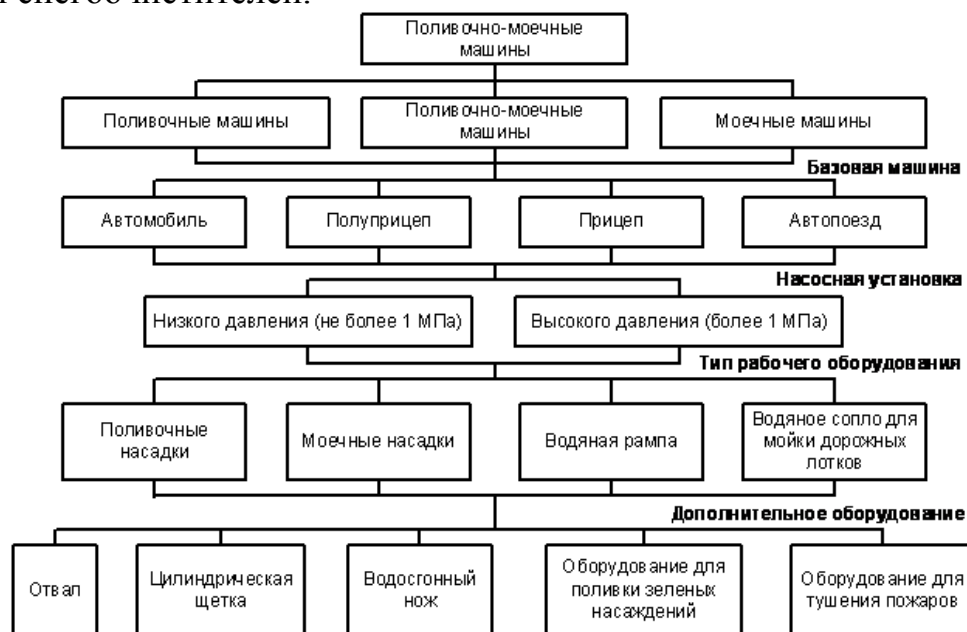 и снегоочистителей.
Поливочно-моечные
машины
Поливочные машины
Поливочно-моечные
машины
Моечные машины
Базовая машина
Автомобиль
Полуприцеп
Прицеп
Автопоезд
Насосная установка
Низкого давления (не более 1 МПа)
Высокого давления (более 1 МПа)
Тип рабочего оборудования
Поливочные
насадки
Моечные насадки
Водяная рампа
Водяное сопло для
мойки дорожных
лотков
Дополнительное оборудование
Отвал
Цилиндрическая
щетка
Водосгонный
нож
Оборудование для
поливки зеленых
насаждений
Оборудование для
тушения пожаров